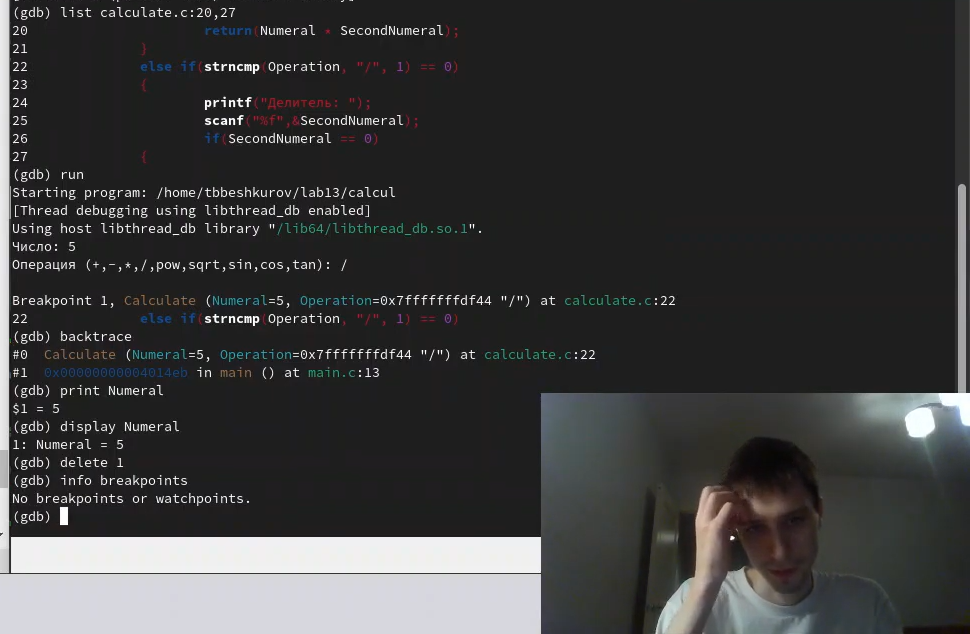 (gdb) list calculate.c:20,27
20 return(Numeral * SecondNumeral);
21 }
22 else if(strncmp(Operation, "/", 1) == 0)
23 {
24 printf("Делитель: ");
25 scanf("%f",&SecondNumeral);
26 if(SecondNumeral == 0)
27 {
(gdb) run
Starting program: /home/tbbeshkurov/lab13/calcul
[Thread debugging using libthread_db enabled]
Using host libthread_db library "/lib64/libthread_db.so.1".
Число: 5
Операция (+,-,*,/,pow,sqrt,sin,cos,tan): /
Breakpoint 1, Calculate (Numeral=5, Operation=0x7fffffffdf44 "/") at calculate.c:22
22 else if(strncmp(Operation, "/", 1) == 0)
(gdb) backtrace
#0 Calculate (Numeral=5, Operation=0x7fffffffdf44 "/") at calculate.c:22
#1 0x00000000004014eb in main () at main.c:13
(gdb) print Numeral
$1 = 5
(gdb) display Numeral
1: Numeral = 5
(gdb) delete 1
(gdb) info breakpoints
No breakpoints or watchpoints.
(gdb)